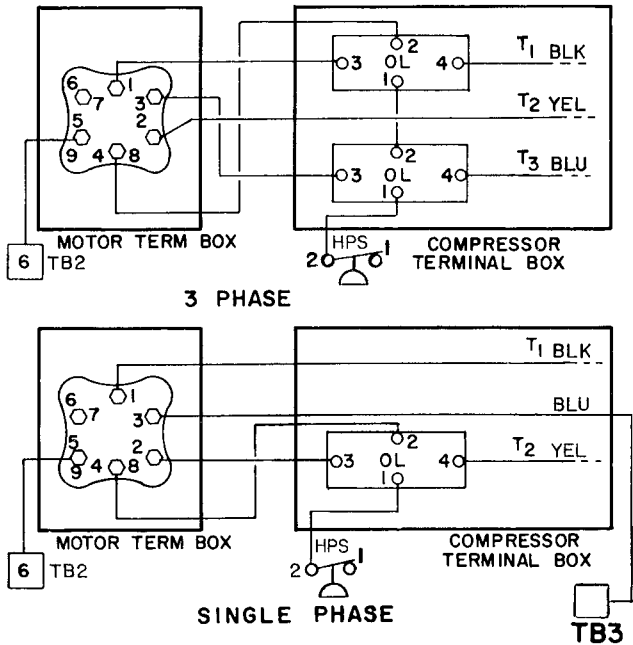 2
T1 BLK
3 OL 4
1
6 1
7 3
T2 YEL
5 2
9 4 8
2
T3 BLU
3 OL 4
1
MOTOR TERM BOX
HPS
2 1
COMPRESSOR
TERMINAL BOX
6 TB2
3 PHASE
T1 BLK
6 1
7 3
BLU
2
T2 YEL
5 2
3 OL 4
9 4 8
1
MOTOR TERM BOX
HPS
2 1
COMPRESSOR
TERMINAL BOX
6 TB2
SINGLE PHASE
TB3